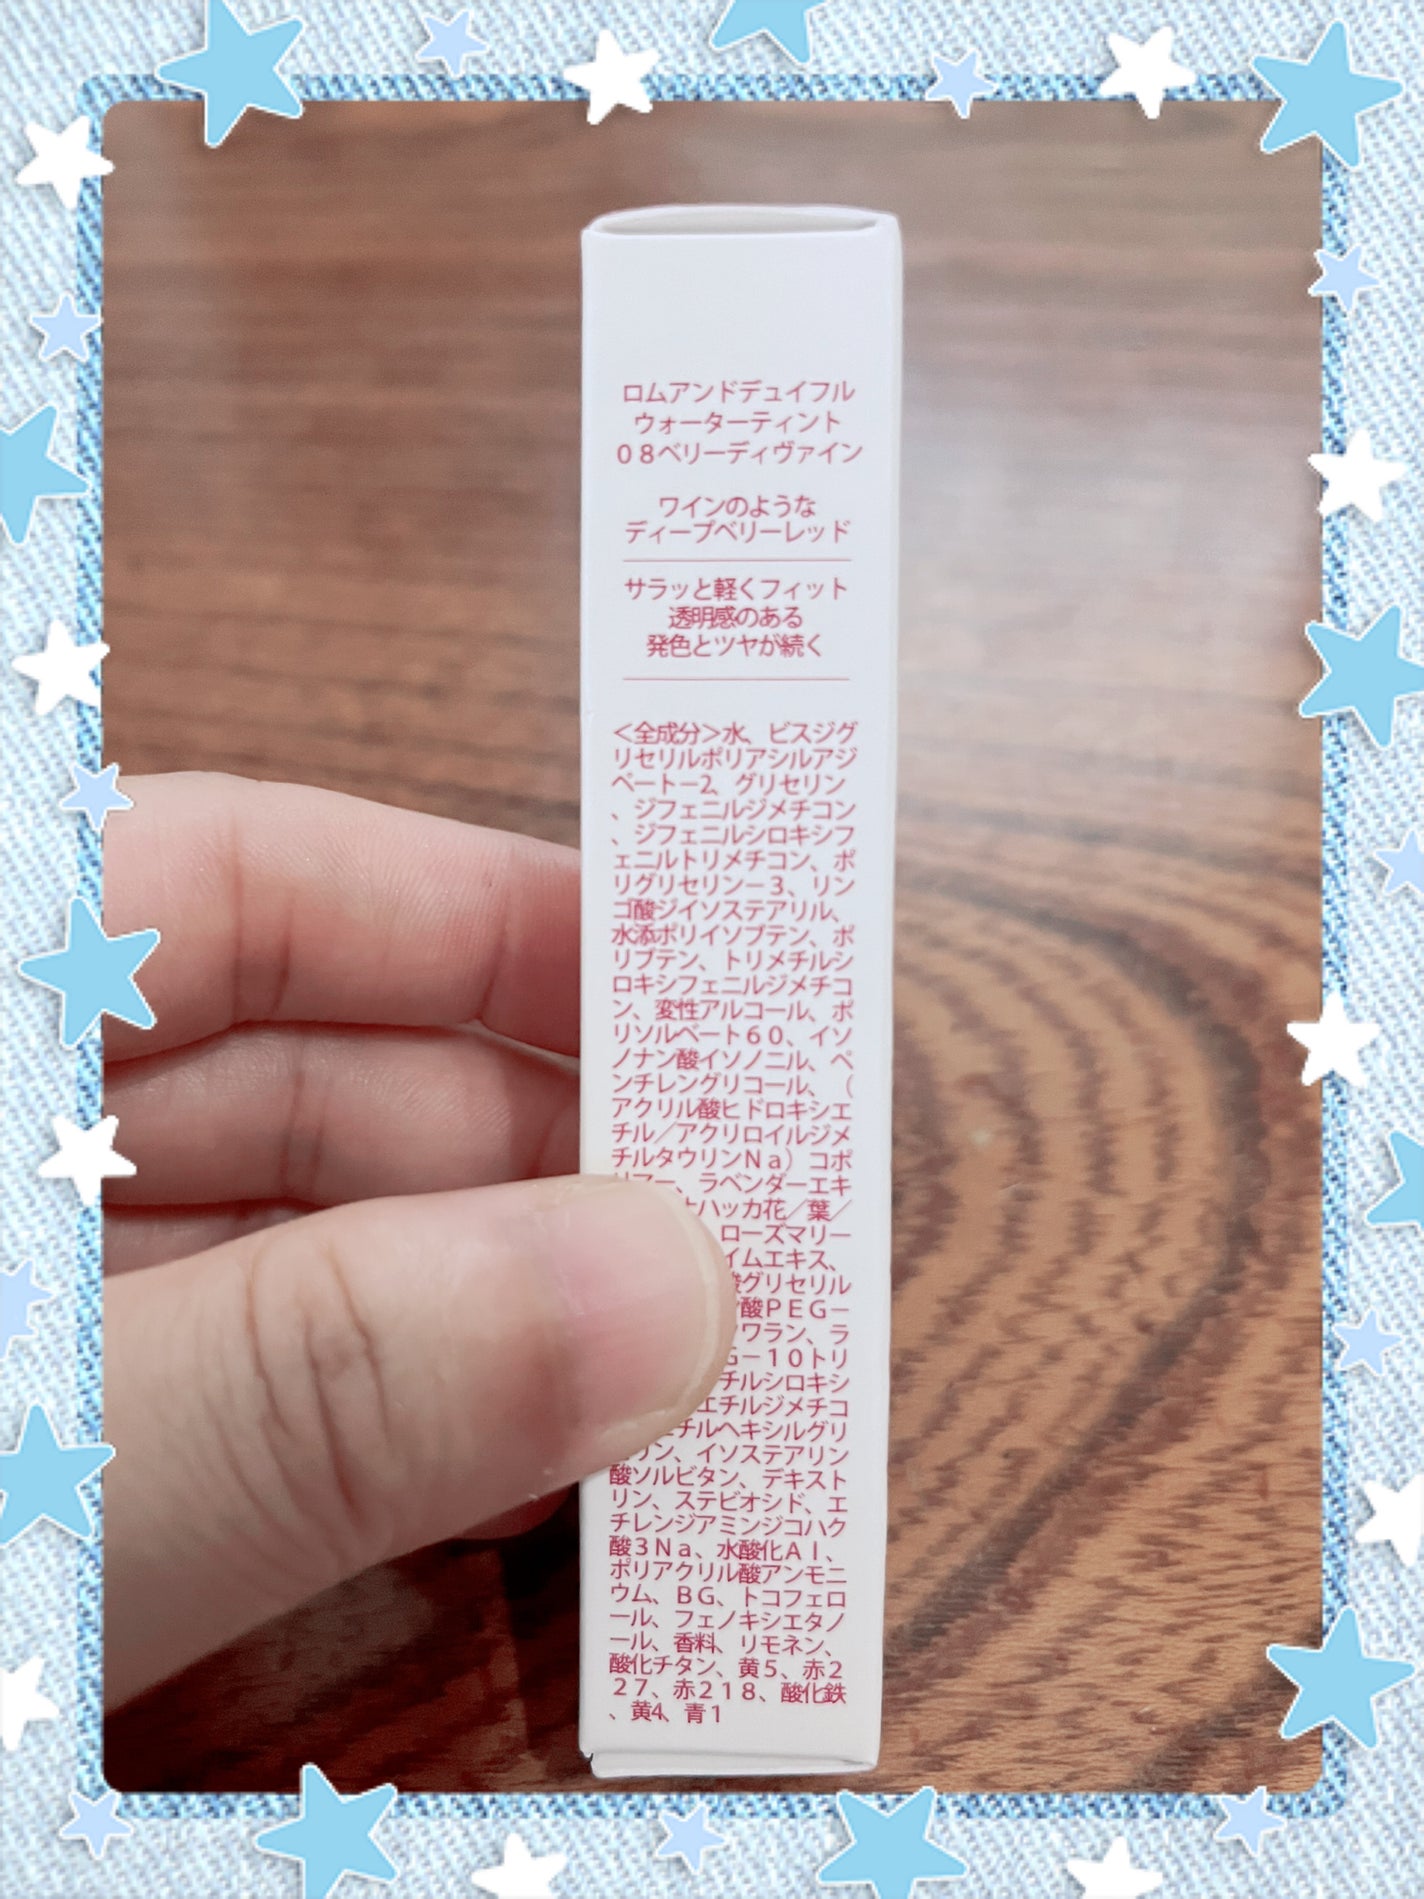 ロムアンドデュイフル
ウォーターティント
０８ベリーディヴァイン
ワインのような
ディープベリーレッド
サラッと軽くフィット
透明感のある
発色とツヤが続く
＜全成分＞水、ビスジグ
リセリルポリアシルアジ
ペート－2、グリセリン
、ジフェニルジメチコン
、ジフェニルシロキシフ
ェニルトリメチコン、ポ
リグリセリン－３、リン
ゴ酸ジイソステアリル、
水添ポリイソブテン、ポ
リブテン、トリメチルシ
ロキシフェニルジメチコ
ン、変性アルコール、ポ
リソルベート６０、イソ
ノナン酸イソノニル、ペ
ンチレングリコール、（
アクリル酸ヒドロキシエ
チル／アクリロイルジメ
チルタウリンＮａ）コポ
リマー、ラベンダーエキ
ハッカ花／葉／
ローズマリー
イムエキス、
酸グリセリル
酸ＰＥＧ－
ワラン、ラ
Ｇ－１０トリ
チルシロキシ
エチルジメチコ
チルヘキシルグリ
リン、イソステアリン
酸ソルビタン、デキスト
リン、ステビオシド、エ
チレンジアミンジコハク
酸３Ｎａ、水酸化Ａｌ、
ポリアクリル酸アンモニ
ウム、ＢＧ、トコフェロ
ール、フェノキシエタノ
ール、香料、リモネン、
酸化チタン、黄５、赤２
２７、赤２１８、酸化鉄
、黄4、青１